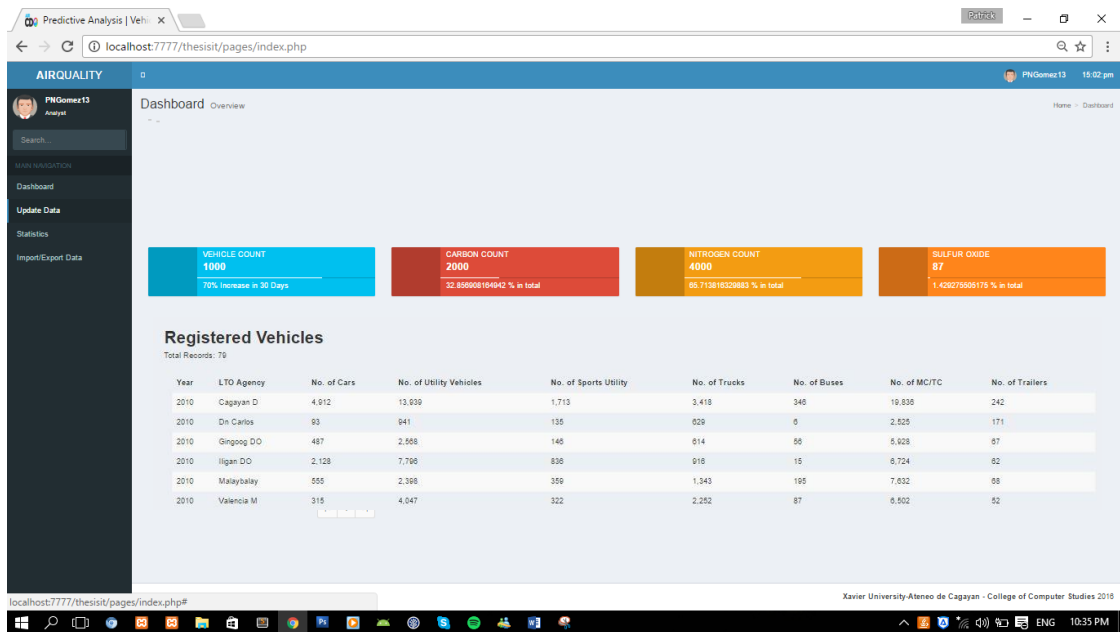 Predictive Analysis | Vehi
Patrick
localhost:7777/thesisit/pages/index.php
AIRQUALITY
PNGomez13 15:02:pm
PNGomez13
Analyst
Search...
MAIN NAVIGATION
Dashboard
Update Data
Statistics
Import/Export Data
Dashboard Overview
Home > Dashboard
VEHICLE COUNT
1000
70% Increase in 30 Days
CARBON COUNT
2000
32.856908164942 % in total
NITROGEN COUNT
4000
65.713816329883 % in total
SULFUR OXIDE
87
1.429275505175 % in total
Registered Vehicles
Total Records: 79
Year LTO Agency No. of Cars No. of Utility Vehicles No. of Sports Utility No. of Trucks No. of Buses No. of MC/TC No. of Trailers
2010 Cagayan D 4,912 13,939 1,713 3,418 346 19,836 242
2010 Dn Carlos 93 941 135 629 6 2,525 171
2010 Gingoog DO 487 2,568 146 614 56 5,928 67
2010 Iligan DO 2,128 7,796 836 916 15 6,724 62
2010 Malaybalay 555 2,398 359 1,343 195 7,632 68
2010 Valencia M 315 4,047 322 2,252 87 6,502 52
Xavier University-Ateneo de Cagayan - College of Computer Studies 2016
localhost:7777/thesisit/pages/index.php#
ENG 10:35 PM